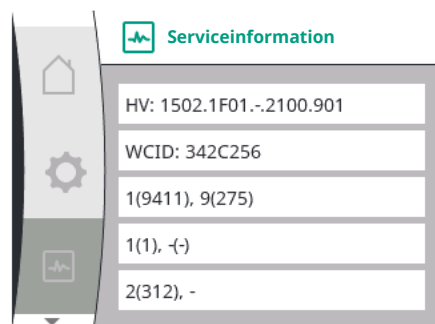 Serviceinformation
HV: 1502.1F01.-.2100.901
WCID: 342C256
1(9411), 9(275)
1(1), -(-)
2(312), -